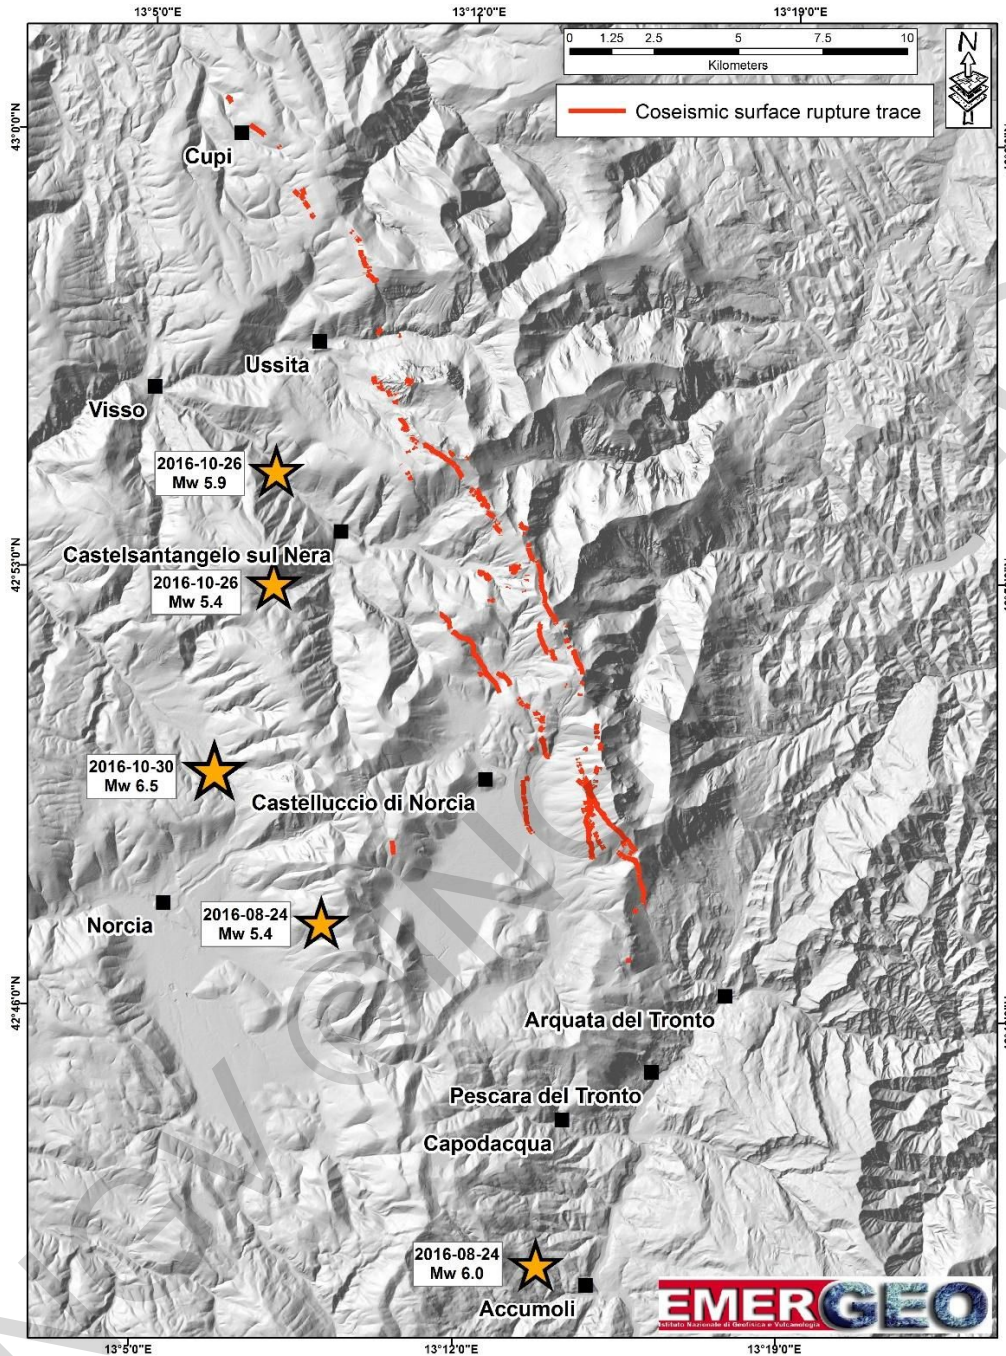 13°5'0"E
13°12'0"E
13°19'0"E
0 1.25 2.5 5 7.5 10
Kilometers
N
Coseismic surface rupture trace
43°0'0"N
Cupi
Ussita
Visso
2016-10-26
Mw 5.9
Castelsantangelo sul Nera
42°53'0"N
2016-10-26
Mw 5.4
2016-10-30
Mw 6.5
Castelluccio di Norcia
Norcia
2016-08-24
Mw 5.4
42°46'0"N
Arquata del Tronto
Pescara del Tronto
Capodacqua
2016-08-24
Mw 6.0
Accumoli
EMERGEO
Istituto Nazionale di Geofisica e Vulcanologia
13°5'0"E
13°12'0"E
13°19'0"E